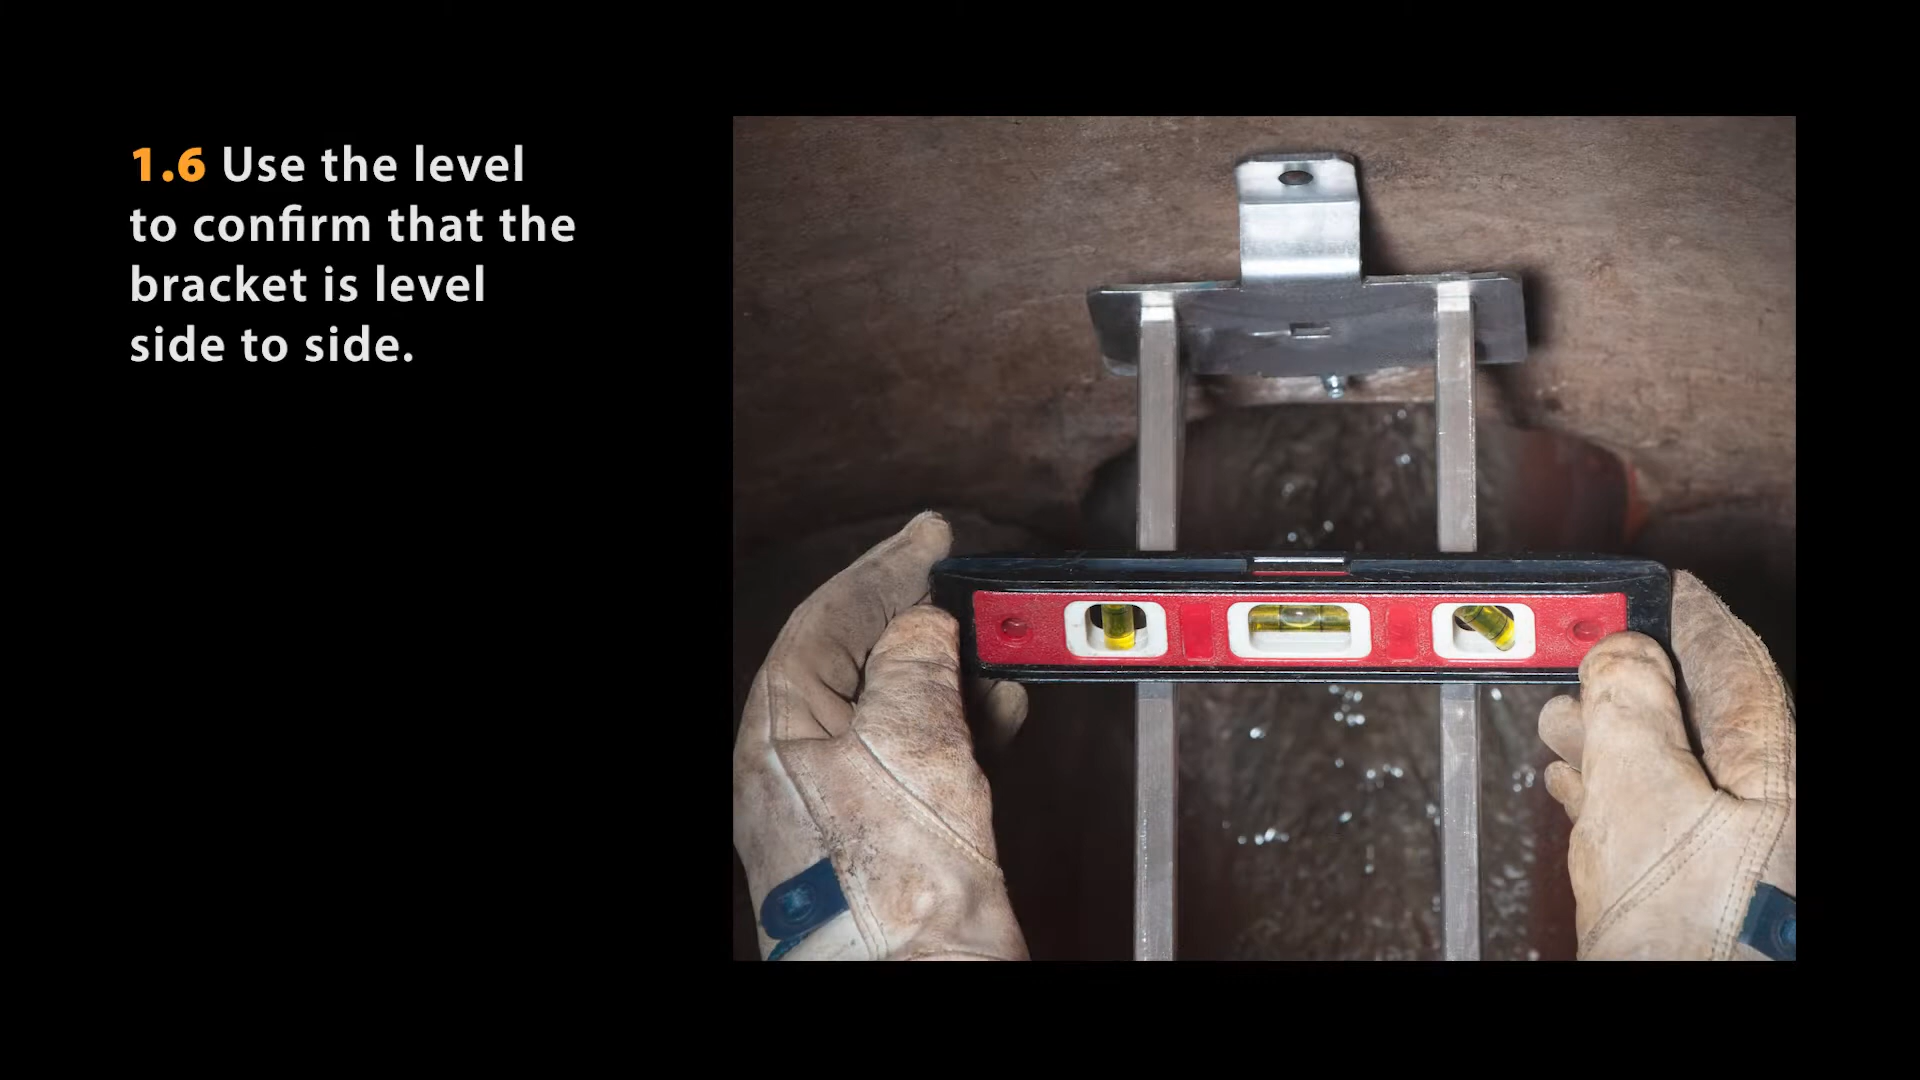 1.6 Use the level
to confirm that the
bracket is level
side to side.